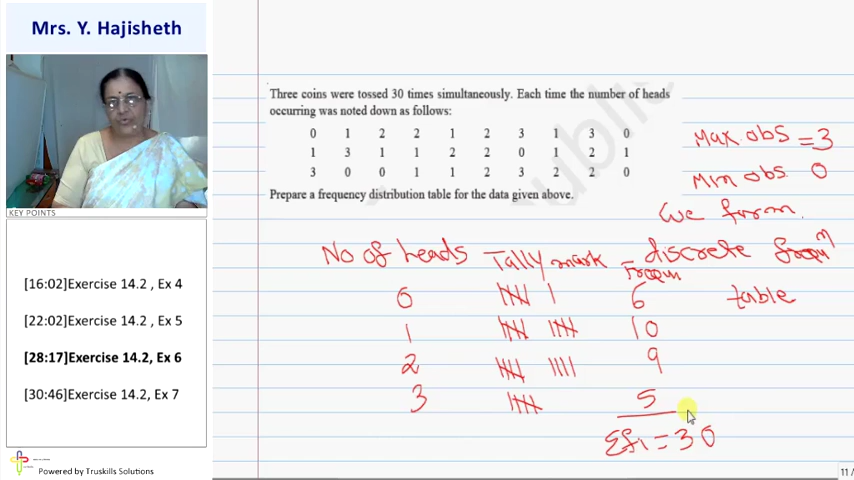 Mrs. Y. Hajisheth
KEY POINTS
[16:02]Exercise 14.2 , Ex 4
[22:02]Exercise 14.2 , Ex 5
[28:17]Exercise 14.2, Ex 6
[30:46]Exercise 14.2, Ex 7
Powered by Truskills Solutions
Three coins were tossed 30 times simultaneously. Each time the number of heads
occurring was noted down as follows:
0 1 2 2 1 2 3 1 3 0
1 3 1 1 2 2 0 1 2 1
3 0 0 1 1 2 3 2 2 0
Prepare a frequency distribution table for the data given above.
Max obs = 3
Min obs 0
We form
discrete frequn
table
No of heads Tally mark Frequn
0 6
1 10
2 9
3 5
Σfi = 30
11 /